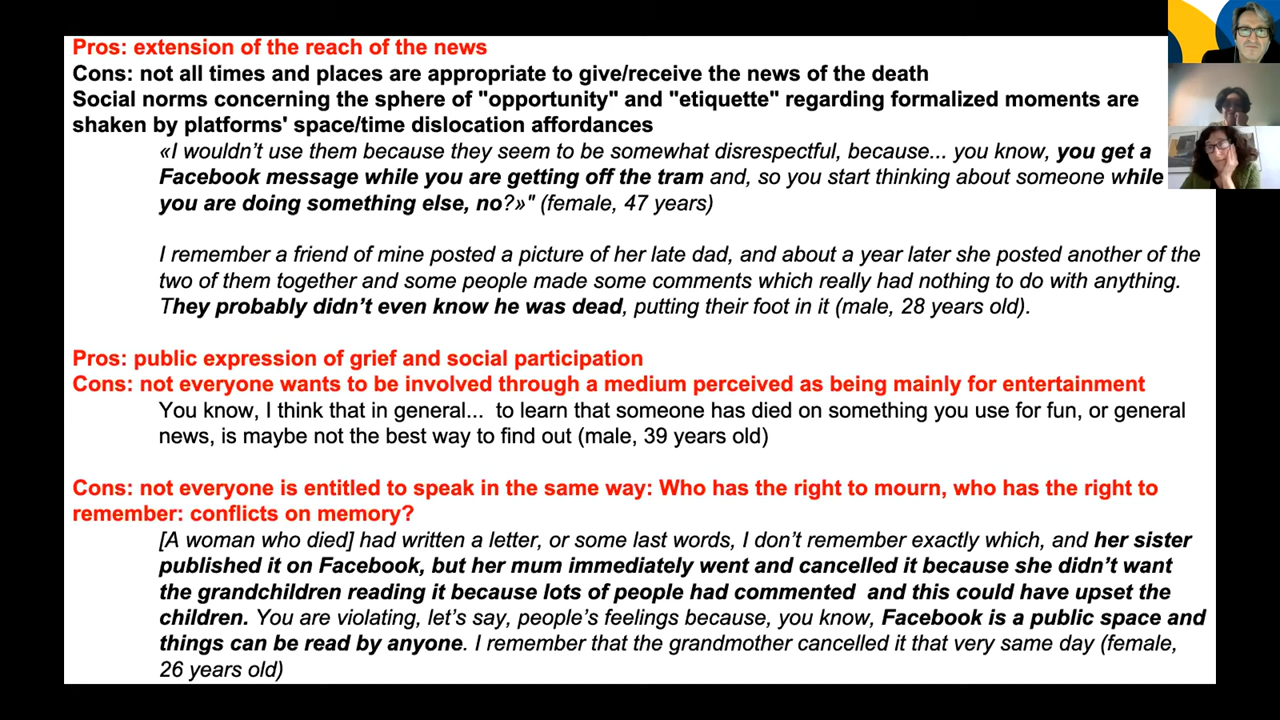 Pros: extension of the reach of the news
Cons: not all times and places are appropriate to give/receive the news of the death
Social norms concerning the sphere of "opportunity" and "etiquette" regarding formalized moments are
shaken by platforms' space/time dislocation affordances
«I wouldn't use them because they seem to be somewhat disrespectful, because... you know, you get a
Facebook message while you are getting off the tram and, so you start thinking about someone while
you are doing something else, no?»" (female, 47 years)
I remember a friend of mine posted a picture of her late dad, and about a year later she posted another of the
two of them together and some people made some comments which really had nothing to do with anything.
They probably didn't even know he was dead, putting their foot in it (male, 28 years old).
Pros: public expression of grief and social participation
Cons: not everyone wants to be involved through a medium perceived as being mainly for entertainment
You know, I think that in general... to learn that someone has died on something you use for fun, or general
news, is maybe not the best way to find out (male, 39 years old)
Cons: not everyone is entitled to speak in the same way: Who has the right to mourn, who has the right to
remember: conflicts on memory?
[A woman who died] had written a letter, or some last words, I don't remember exactly which, and her sister
published it on Facebook, but her mum immediately went and cancelled it because she didn't want
the grandchildren reading it because lots of people had commented and this could have upset the
children. You are violating, let's say, people's feelings because, you know, Facebook is a public space and
things can be read by anyone. I remember that the grandmother cancelled it that very same day (female,
26 years old)